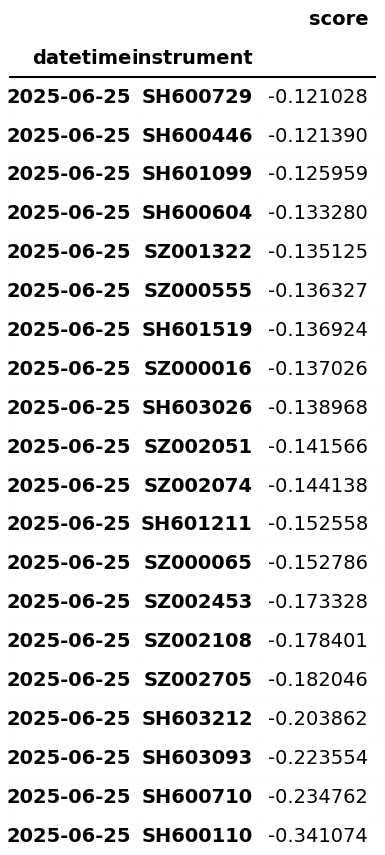 score
datetime instrument
2025-06-25 SH600729 -0.121028
2025-06-25 SH600446 -0.121390
2025-06-25 SH601099 -0.125959
2025-06-25 SH600604 -0.133280
2025-06-25 SZ001322 -0.135125
2025-06-25 SZ000555 -0.136327
2025-06-25 SH601519 -0.136924
2025-06-25 SZ000016 -0.137026
2025-06-25 SH603026 -0.138968
2025-06-25 SZ002051 -0.141566
2025-06-25 SZ002074 -0.144138
2025-06-25 SH601211 -0.152558
2025-06-25 SZ000065 -0.152786
2025-06-25 SZ002453 -0.173328
2025-06-25 SZ002108 -0.178401
2025-06-25 SZ002705 -0.182046
2025-06-25 SH603212 -0.203862
2025-06-25 SH603093 -0.223554
2025-06-25 SH600710 -0.234762
2025-06-25 SH600110 -0.341074